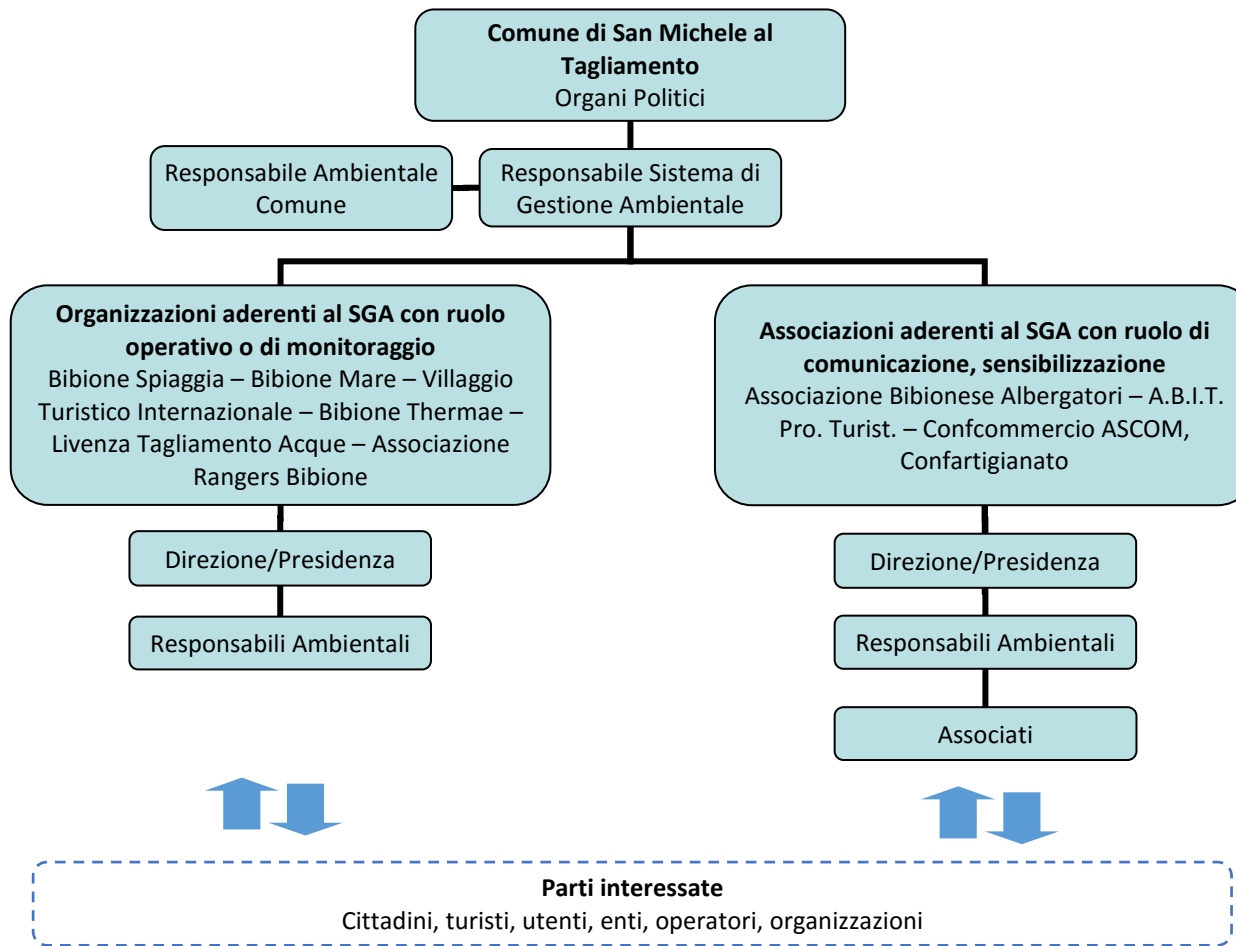 Comune di San Michele al
Tagliamento
Organi Politici
Responsabile Ambientale
Comune
Responsabile Sistema di
Gestione Ambientale
Organizzazioni aderenti al SGA con ruolo
operativo o di monitoraggio
Bibione Spiaggia – Bibione Mare – Villaggio
Turistico Internazionale – Bibione Thermae –
Livenza Tagliamento Acque – Associazione
Rangers Bibione
Associazioni aderenti al SGA con ruolo di
comunicazione, sensibilizzazione
Associazione Bibionese Albergatori – A.B.I.T.
Pro. Turist. – Confcommercio ASCOM,
Confartigianato
Direzione/Presidenza
Responsabili Ambientali
Direzione/Presidenza
Responsabili Ambientali
Associati
Parti interessate
Cittadini, turisti, utenti, enti, operatori, organizzazioni